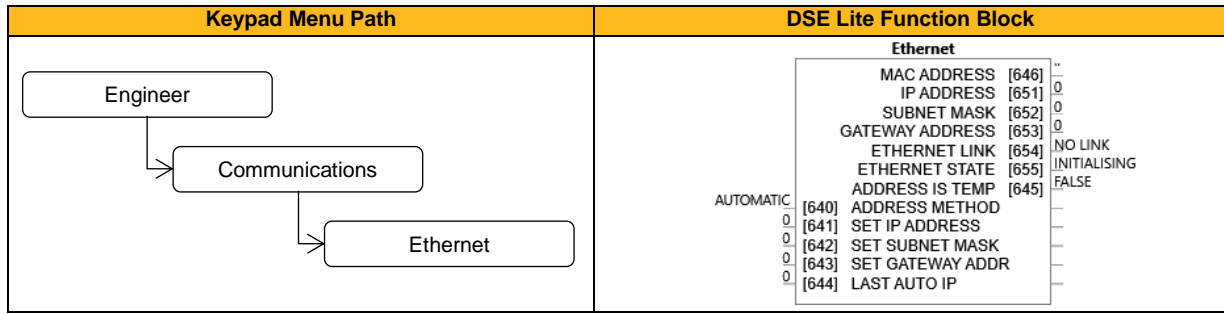 Keypad Menu Path
DSE Lite Function Block
Engineer
Communications
Ethernet
Ethernet
MAC ADDRESS [646] ''
IP ADDRESS [651] 0
SUBNET MASK [652] 0
GATEWAY ADDRESS [653] 0
ETHERNET LINK [654] NO LINK
ETHERNET STATE [655] INITIALISING
ADDRESS IS TEMP [645] FALSE
AUTOMATIC [640] ADDRESS METHOD
0 [641] SET IP ADDRESS
0 [642] SET SUBNET MASK
0 [643] SET GATEWAY ADDR
0 [644] LAST AUTO IP